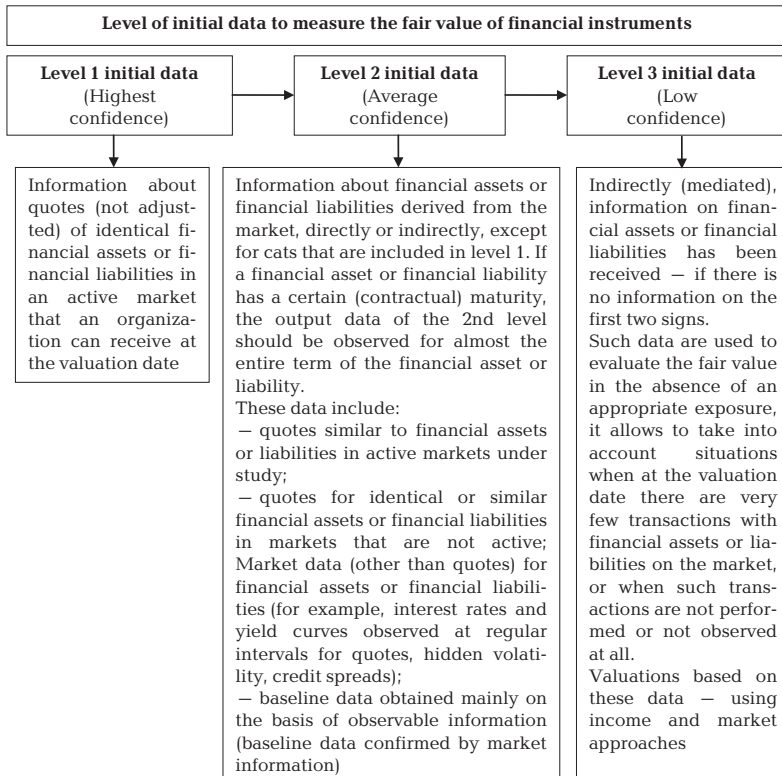 Level of initial data to measure the fair value of financial instruments
Level 1 initial data
(Highest
confidence)
Level 2 initial data
(Average
confidence)
Level 3 initial data
(Low
confidence)
Information about
quotes (not adjust-
ted) of identical fi-
nancial assets or fi-
nancial liabilities in
an active market
that an organiza-
tion can receive at
the valuation date
Information about financial assets or
financial liabilities derived from the
market, directly or indirectly, except
for cats that are included in level 1. If
a financial asset or financial liability
has a certain (contractual) maturity,
the output data of the 2nd level
should be observed for almost the
entire term of the financial asset or
liability.
These data include:
— quotes similar to financial assets
or liabilities in active markets under
study;
— quotes for identical or similar
financial assets or financial liabilities
in markets that are not active;
Market data (other than quotes) for
financial assets or financial liabili-
ties (for example, interest rates and
yield curves observed at regular
intervals for quotes, hidden volati-
lity, credit spreads);
— baseline data obtained mainly on
the basis of observable information
(baseline data confirmed by market
information)
Indirectly (mediated),
information on finan-
cial assets or financial
liabilities has been
received — if there is
no information on the
first two signs.
Such data are used to
evaluate the fair value
in the absence of an
appropriate exposure,
it allows to take into
account situations
when at the valuation
date there are very
few transactions with
financial assets or lia-
bilities on the market,
or when such trans-
actions are not perfor-
med or not observed
at all.
Valuations based on
these data — using
income and market
approaches